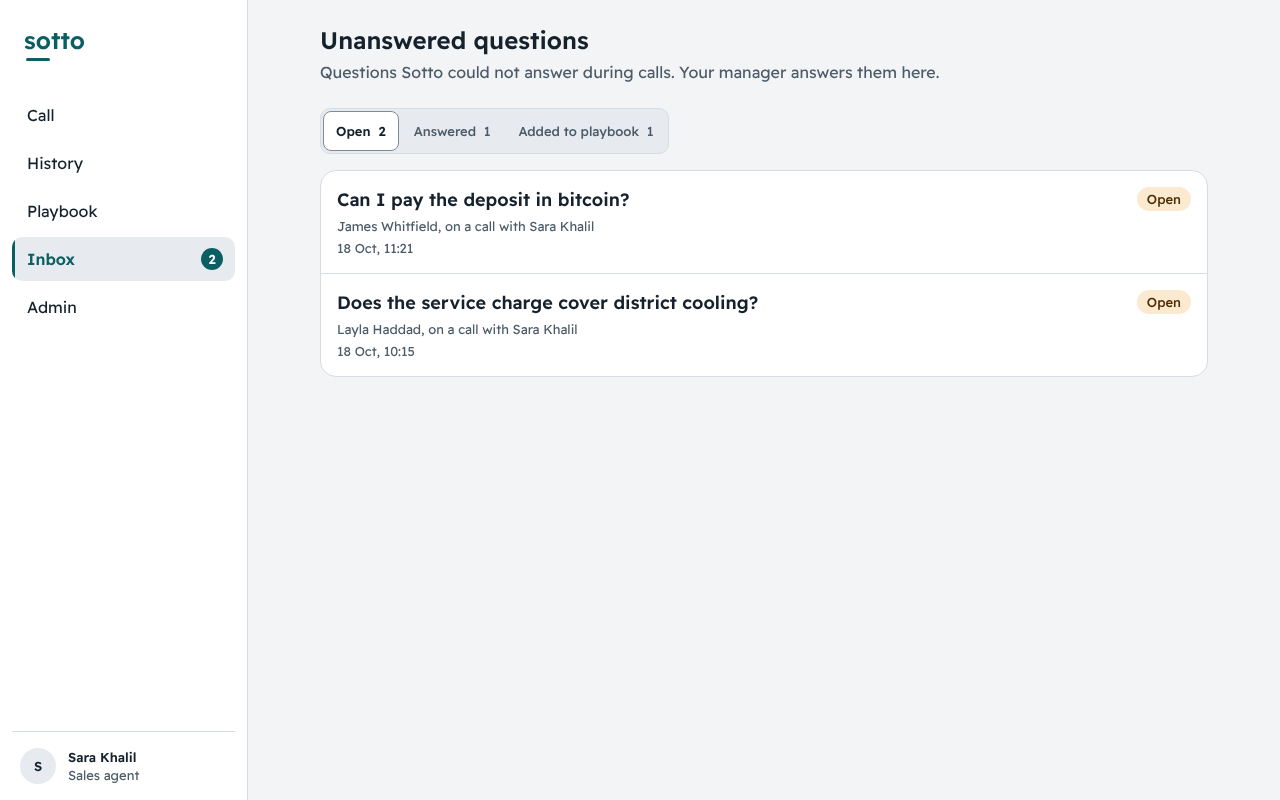 sotto
Call
History
Playbook
Inbox 2
Admin
S
Sara Khalil
Sales agent
Unanswered questions
Questions Sotto could not answer during calls. Your manager answers them here.
Open 2 Answered 1 Added to playbook 1
Can I pay the deposit in bitcoin? Open
James Whitfield, on a call with Sara Khalil
18 Oct, 11:21
Does the service charge cover district cooling? Open
Layla Haddad, on a call with Sara Khalil
18 Oct, 10:15